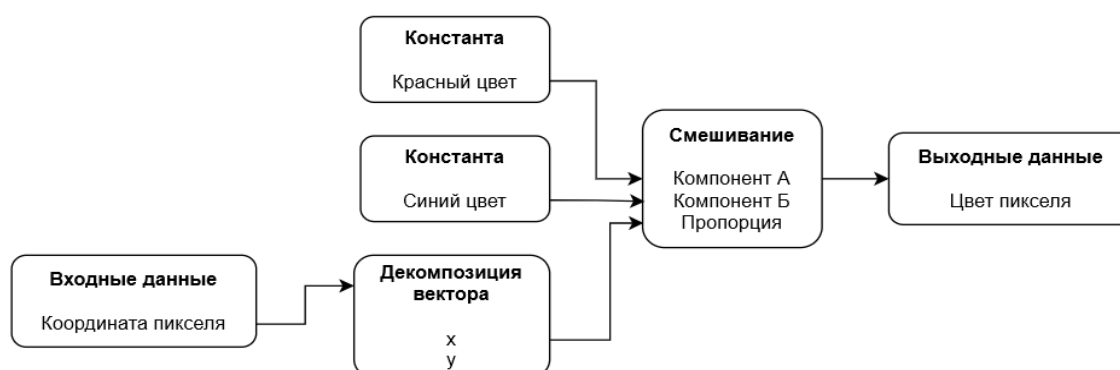 Константа
Красный цвет
Константа
Синий цвет
Входные данные
Координата пикселя
Декомпозиция
вектора
x
y
Смешивание
Компонент А
Компонент Б
Пропорция
Выходные данные
Цвет пикселя